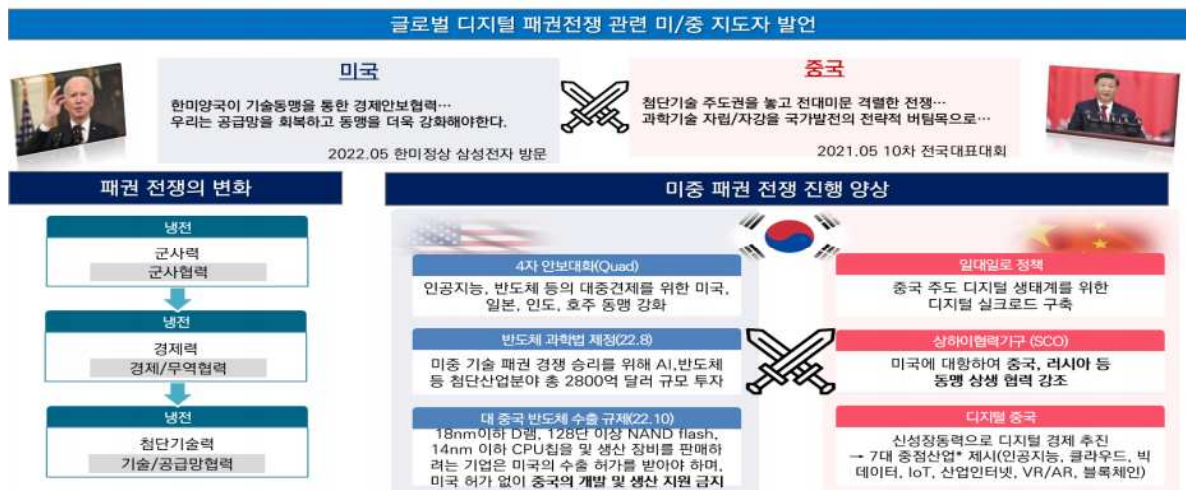 글로벌 디지털 패권전쟁 관련 미/중 지도자 발언
미국
한미양국이 기술동맹을 통한 경제안보협력…
우리는 공급망을 회복하고 동맹을 더욱 강화해야한다.
2022.05 한미정상 삼성전자 방문
중국
첨단기술 주도권을 놓고 전대미문 격렬한 전쟁…
과학기술 자립/자강을 국가발전의 전략적 버팀목으로…
2021.05 10차 전국대표대회
패권 전쟁의 변화
냉전
군사력
군사협력
냉전
경제력
경제/무역협력
냉전
첨단기술력
기술/공급망협력
미중 패권 전쟁 진행 양상
4자 안보대화(Quad)
인공지능, 반도체 등의 대중견제를 위한 미국,
일본, 인도, 호주 동맹 강화
반도체 과학법 제정(22.8)
미중 기술 패권 경쟁 승리를 위해 AI,반도체
등 첨단산업분야 총 2800억 달러 규모 투자
대 중국 반도체 수출 규제(22.10)
18nm이하 D램, 128단 이상 NAND flash,
14nm 이하 CPU칩을 및 생산 장비를 판매하
려는 기업은 미국의 수출 허가를 받아야 하며,
미국 허가 없이 중국의 개발 및 생산 지원 금지
일대일로 정책
중국 주도 디지털 생태계를 위한
디지털 실크로드 구축
상하이협력기구 (SCO)
미국에 대항하여 중국, 러시아 등
동맹 상생 협력 강조
디지털 중국
신성장동력으로 디지털 경제 추진
→ 7대 중점산업* 제시(인공지능, 클라우드, 빅
데이터, IoT, 산업인터넷, VR/AR, 블록체인)